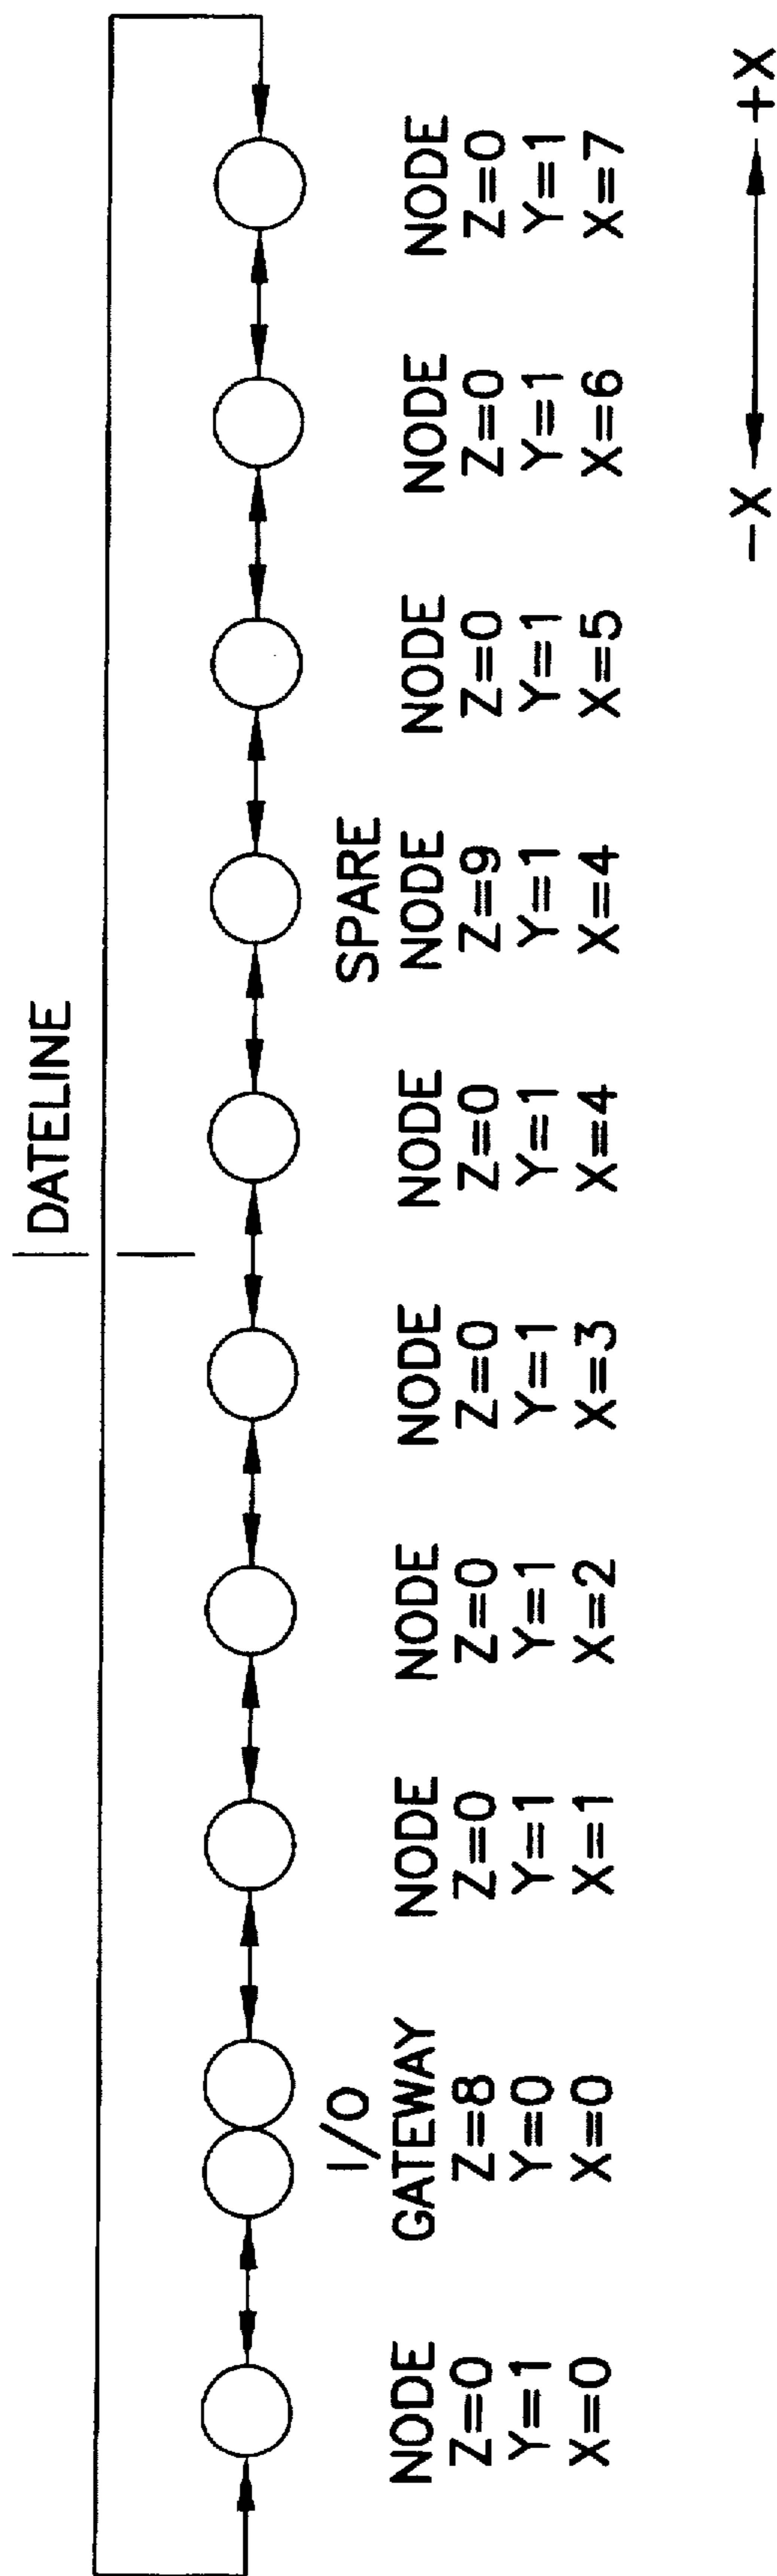 DATELINE
NODE
Z=0
Y=1
X=0
I/O
GATEWAY
Z=8
Y=0
X=0
NODE
Z=0
Y=1
X=1
NODE
Z=0
Y=1
X=2
NODE
Z=0
Y=1
X=3
NODE
Z=0
Y=1
X=4
SPARE
NODE
Z=9
Y=1
X=4
NODE
Z=0
Y=1
X=5
NODE
Z=0
Y=1
X=6
NODE
Z=0
Y=1
X=7
-X +X